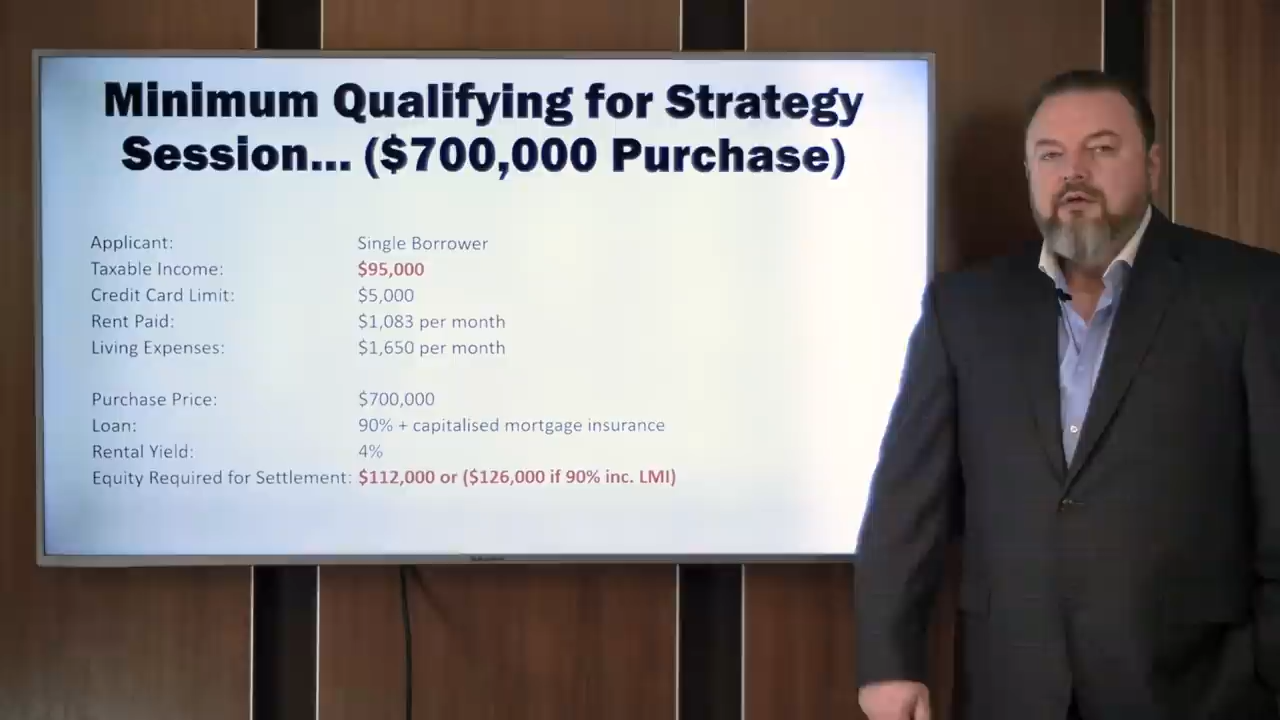 Minimum Qualifying for Strategy
Session... ($700,000 Purchase)
Applicant: Single Borrower
Taxable Income: $95,000
Credit Card Limit: $5,000
Rent Paid: $1,083 per month
Living Expenses: $1,650 per month
Purchase Price: $700,000
Loan: 90% + capitalised mortgage insurance
Rental Yield: 4%
Equity Required for Settlement: $112,000 or ($126,000 if 90% inc. LMI)